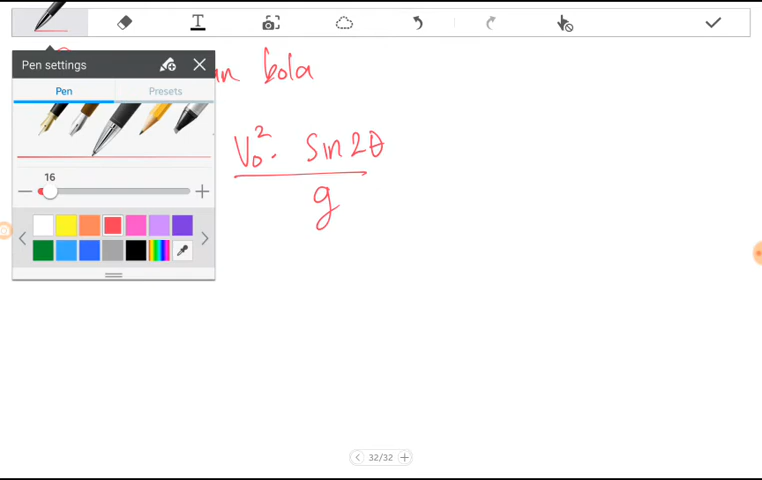 T
Pen settings
Pen Presets
16
bola
V₀². Sin 2θ
g
32/32